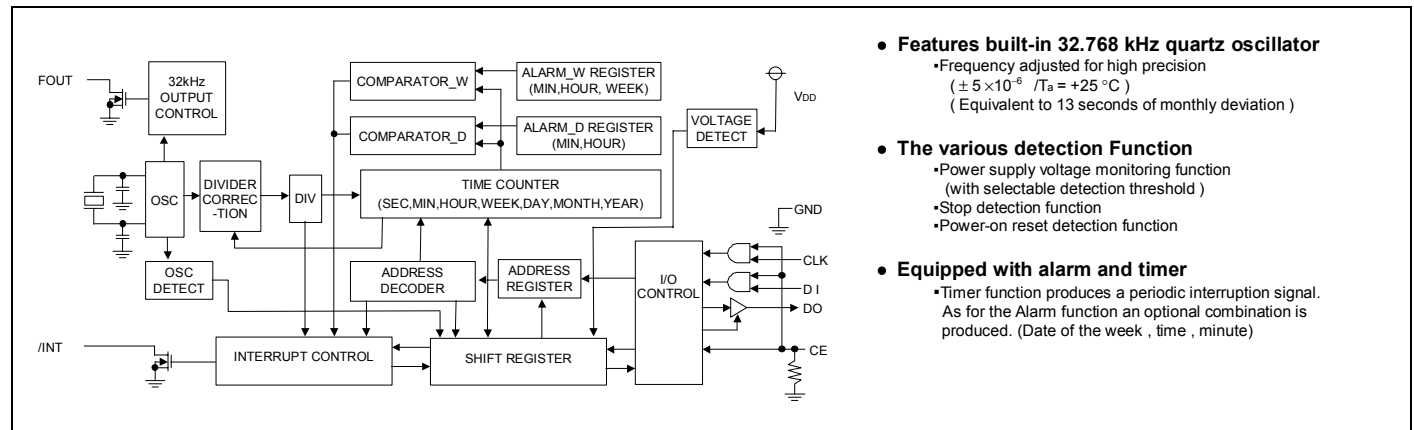 FOUT
32kHz
OUTPUT
CONTROL
COMPARATOR_W
ALARM_W REGISTER
(MIN,HOUR, WEEK)
COMPARATOR_D
ALARM_D REGISTER
(MIN,HOUR)
VOLTAGE
DETECT
VDD
OSC
DIVIDER
CORREC
-TION
DIV
TIME COUNTER
(SEC,MIN,HOUR,WEEK,DAY,MONTH,YEAR)
GND
OSC
DETECT
ADDRESS
DECODER
ADDRESS
REGISTER
I/O
CONTROL
CLK
D I
DO
CE
/INT
INTERRUPT CONTROL
SHIFT REGISTER
● Features built-in 32.768 kHz quartz oscillator
▪Frequency adjusted for high precision
( ± 5 ×10⁻⁶ /Ta = +25 °C )
( Equivalent to 13 seconds of monthly deviation )
● The various detection Function
▪Power supply voltage monitoring function
(with selectable detection threshold )
▪Stop detection function
▪Power-on reset detection function
● Equipped with alarm and timer
▪Timer function produces a periodic interruption signal.
As for the Alarm function an optional combination is
produced. (Date of the week , time , minute)